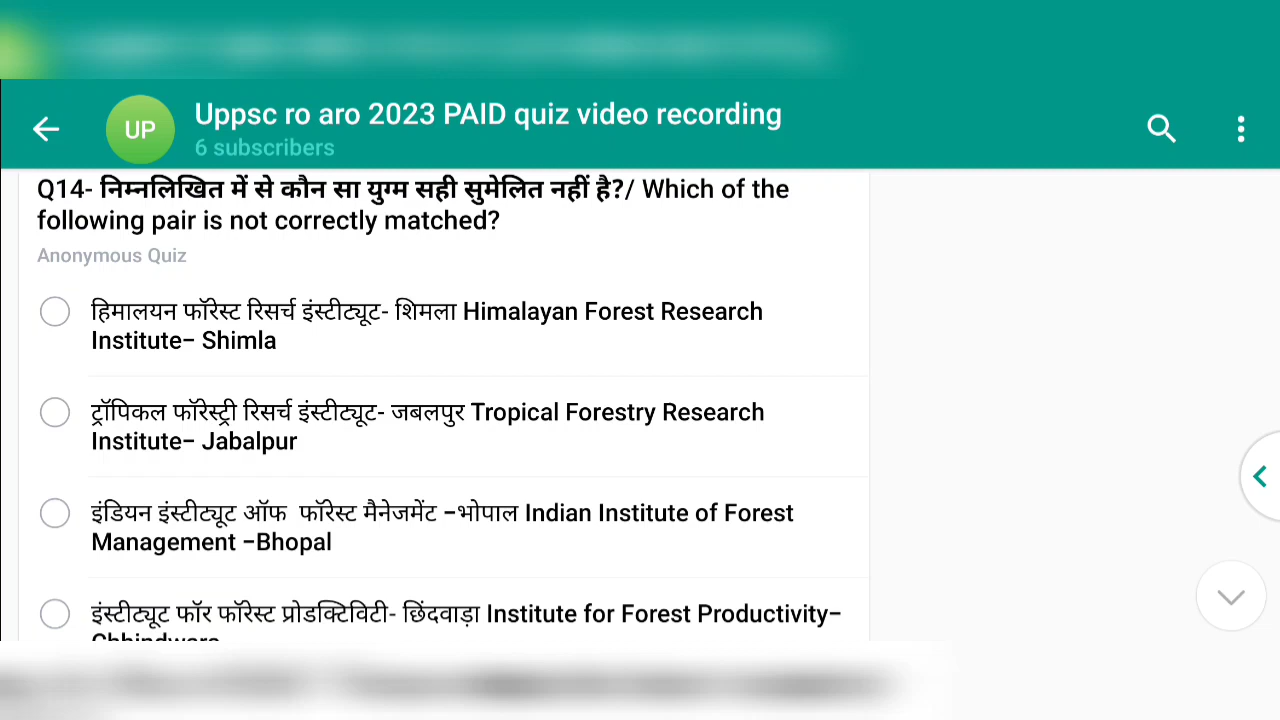 UP
Uppsc ro aro 2023 PAID quiz video recording
6 subscribers
Q14- निम्नलिखित में से कौन सा युग्म सही सुमेलित नहीं है?/ Which of the
following pair is not correctly matched?
Anonymous Quiz
हिमालयन फॉरेस्ट रिसर्च इंस्टीट्यूट- शिमला Himalayan Forest Research
Institute– Shimla
ट्रॉपिकल फॉरेस्ट्री रिसर्च इंस्टीट्यूट- जबलपुर Tropical Forestry Research
Institute– Jabalpur
इंडियन इंस्टीट्यूट ऑफ फॉरेस्ट मैनेजमेंट –भोपाल Indian Institute of Forest
Management –Bhopal
इंस्टीट्यूट फॉर फॉरेस्ट प्रोडक्टिविटी- छिंदवाड़ा Institute for Forest Productivity–
Chhindwara